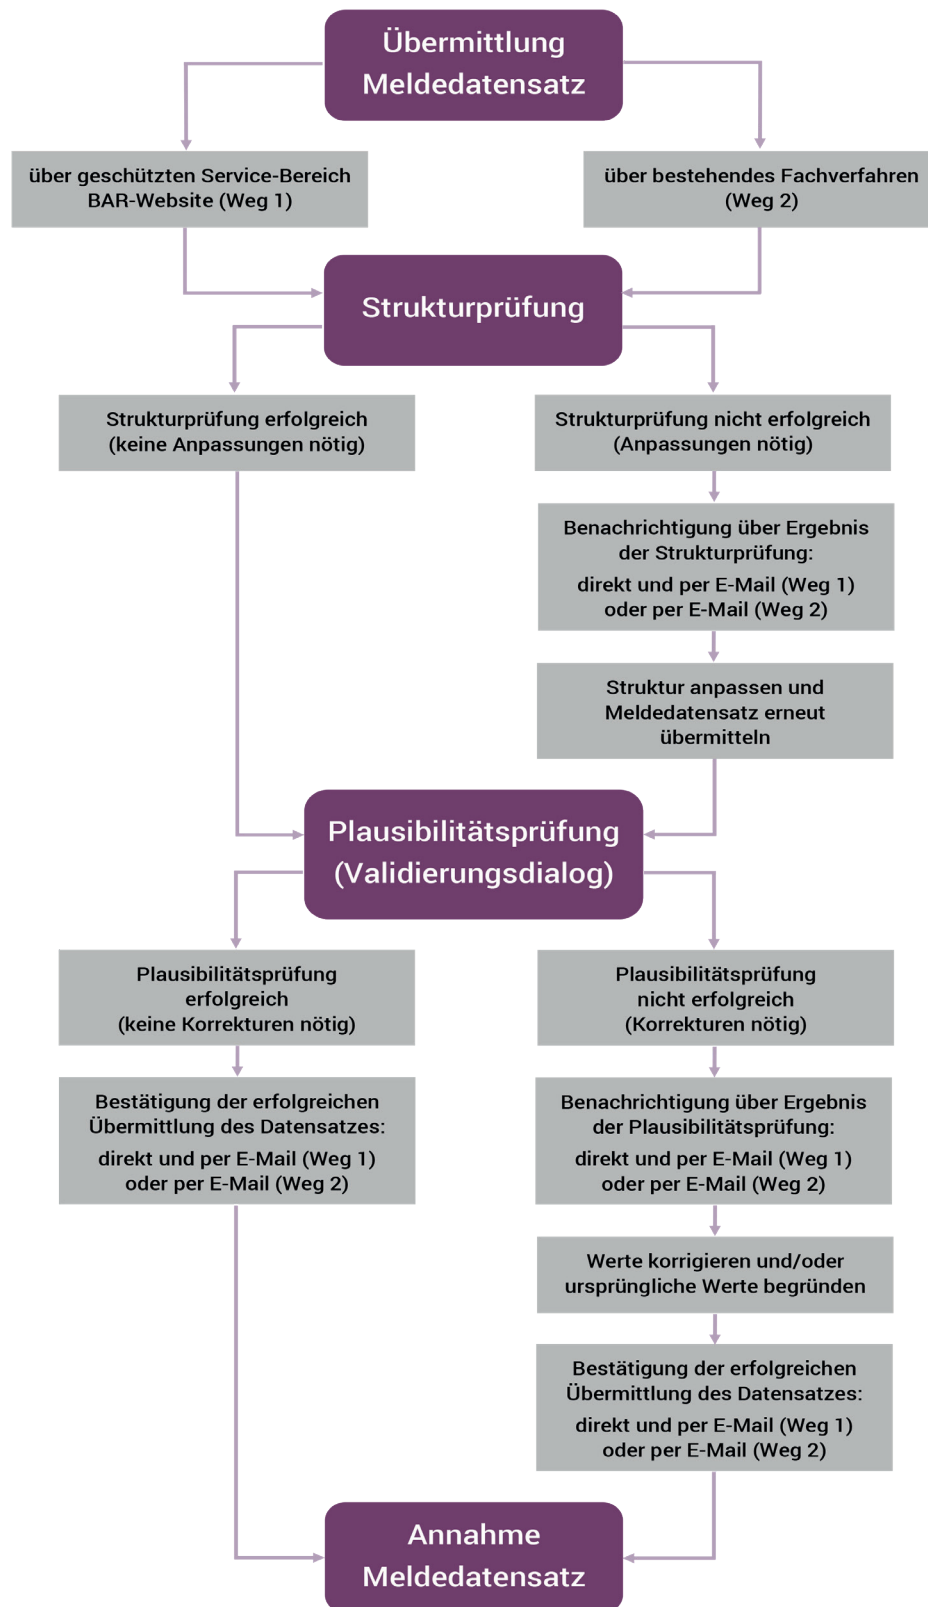 Übermittlung
Meldedatensatz
über geschützten Service-Bereich
BAR-Website (Weg 1)
über bestehendes Fachverfahren
(Weg 2)
Strukturprüfung
Strukturprüfung erfolgreich
(keine Anpassungen nötig)
Strukturprüfung nicht erfolgreich
(Anpassungen nötig)
Benachrichtigung über Ergebnis
der Strukturprüfung:
direkt und per E-Mail (Weg 1)
oder per E-Mail (Weg 2)
Struktur anpassen und
Meldedatensatz erneut
übermitteln
Plausibilitätsprüfung
(Validierungsdialog)
Plausibilitätsprüfung
erfolgreich
(keine Korrekturen nötig)
Bestätigung der erfolgreichen
Übermittlung des Datensatzes:
direkt und per E-Mail (Weg 1)
oder per E-Mail (Weg 2)
Plausibilitätsprüfung
nicht erfolgreich
(Korrekturen nötig)
Benachrichtigung über Ergebnis
der Plausibilitätsprüfung:
direkt und per E-Mail (Weg 1)
oder per E-Mail (Weg 2)
Werte korrigieren und/oder
ursprüngliche Werte begründen
Bestätigung der erfolgreichen
Übermittlung des Datensatzes:
direkt und per E-Mail (Weg 1)
oder per E-Mail (Weg 2)
Annahme
Meldedatensatz